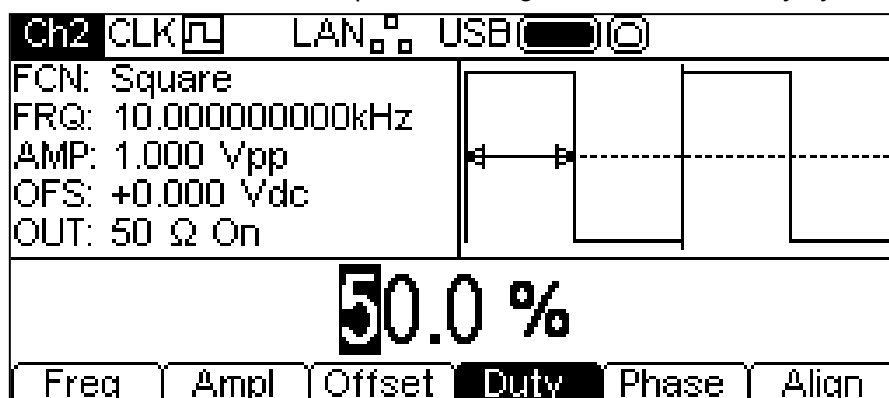 Ch2 CLK LAN USB
FCN: Square
FRQ: 10.000000000kHz
AMP: 1.000 Vpp
OFS: +0.000 Vdc
OUT: 50 Ω On
50.0 %
Freq Ampl Offset Duty Phase Align